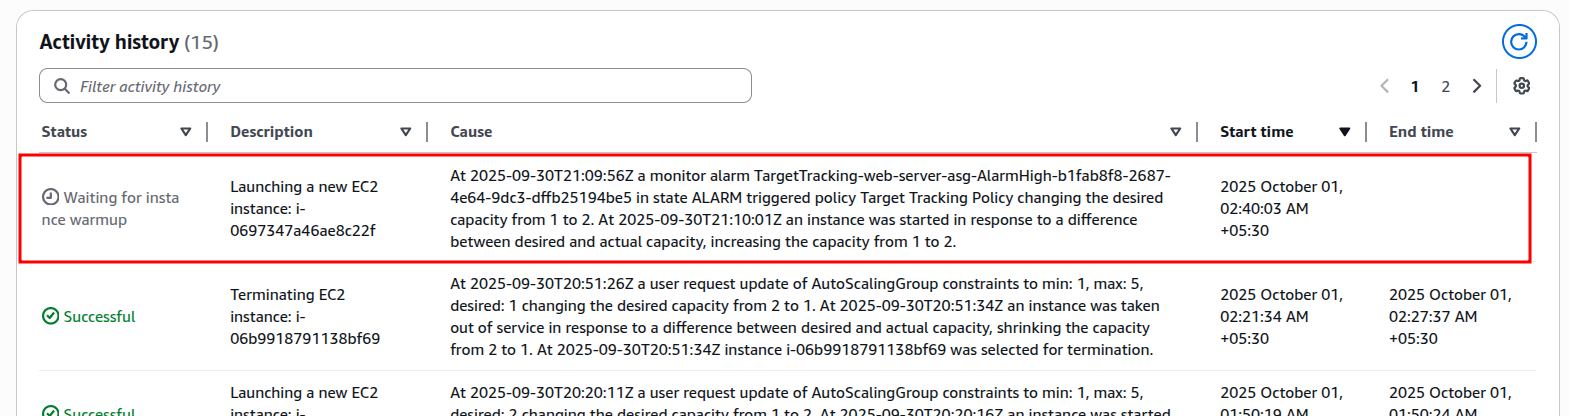 Activity history (15)
Filter activity history
1 2
Status Description Cause Start time End time
Waiting for insta
nce warmup
Launching a new EC2
instance: i-
0697347a46ae8c22f
At 2025-09-30T21:09:56Z a monitor alarm TargetTracking-web-server-asg-AlarmHigh-b1fab8f8-2687-
4e64-9dc3-dffb25194be5 in state ALARM triggered policy Target Tracking Policy changing the desired
capacity from 1 to 2. At 2025-09-30T21:10:01Z an instance was started in response to a difference
between desired and actual capacity, increasing the capacity from 1 to 2.
2025 October 01,
02:40:03 AM
+05:30
Successful
Terminating EC2
instance: i-
06b9918791138bf69
At 2025-09-30T20:51:26Z a user request update of AutoScalingGroup constraints to min: 1, max: 5,
desired: 1 changing the desired capacity from 2 to 1. At 2025-09-30T20:51:34Z an instance was taken
out of service in response to a difference between desired and actual capacity, shrinking the capacity
from 2 to 1. At 2025-09-30T20:51:34Z instance i-06b9918791138bf69 was selected for termination.
2025 October 01,
02:21:34 AM
+05:30
2025 October 01,
02:27:37 AM
+05:30
Successful
Launching a new EC2
instance: i-
At 2025-09-30T20:20:11Z a user request update of AutoScalingGroup constraints to min: 1, max: 5,
desired: 2 changing the desired capacity from 1 to 2. At 2025-09-30T20:20:16Z an instance was started
2025 October 01,
01:50:19 AM
2025 October 01,
01:50:24 AM